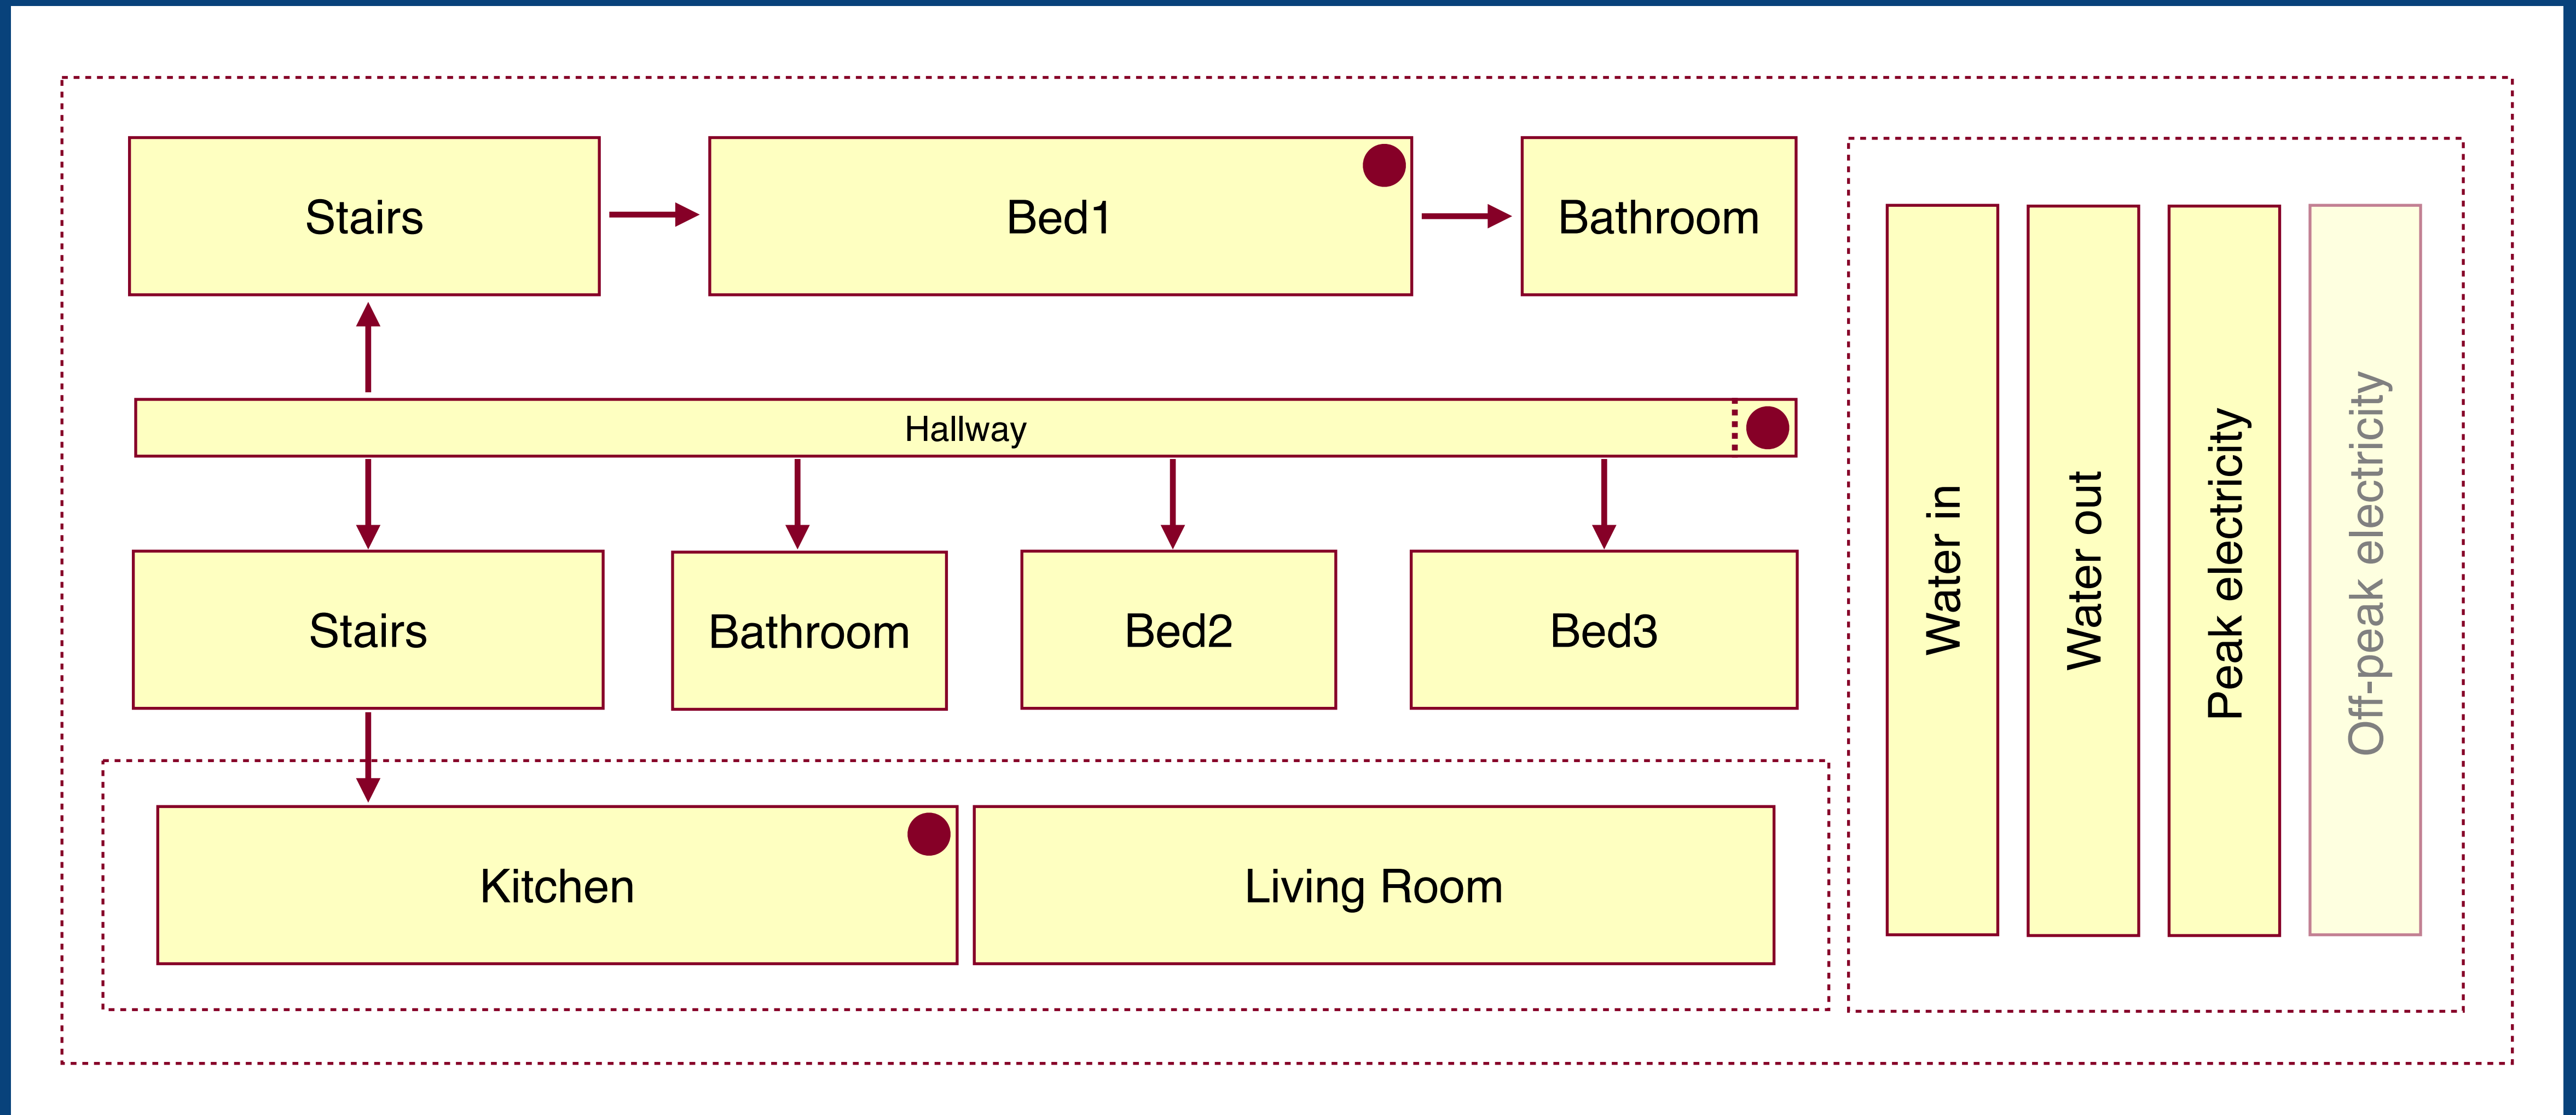 Stairs
Bed1
Bathroom
Hallway
Stairs
Bathroom
Bed2
Bed3
Kitchen
Living Room
Water in
Water out
Peak electricity
Off-peak electricity